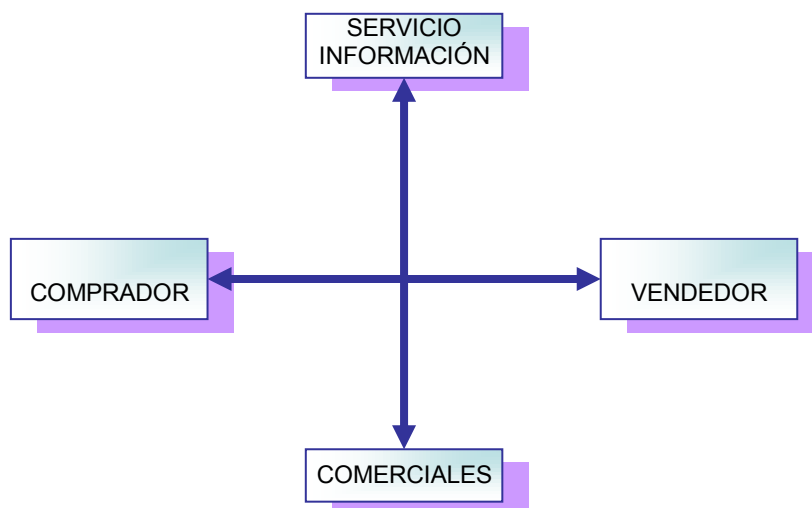 SERVICIO
INFORMACIÓN
COMPRADOR
VENDEDOR
COMERCIALES